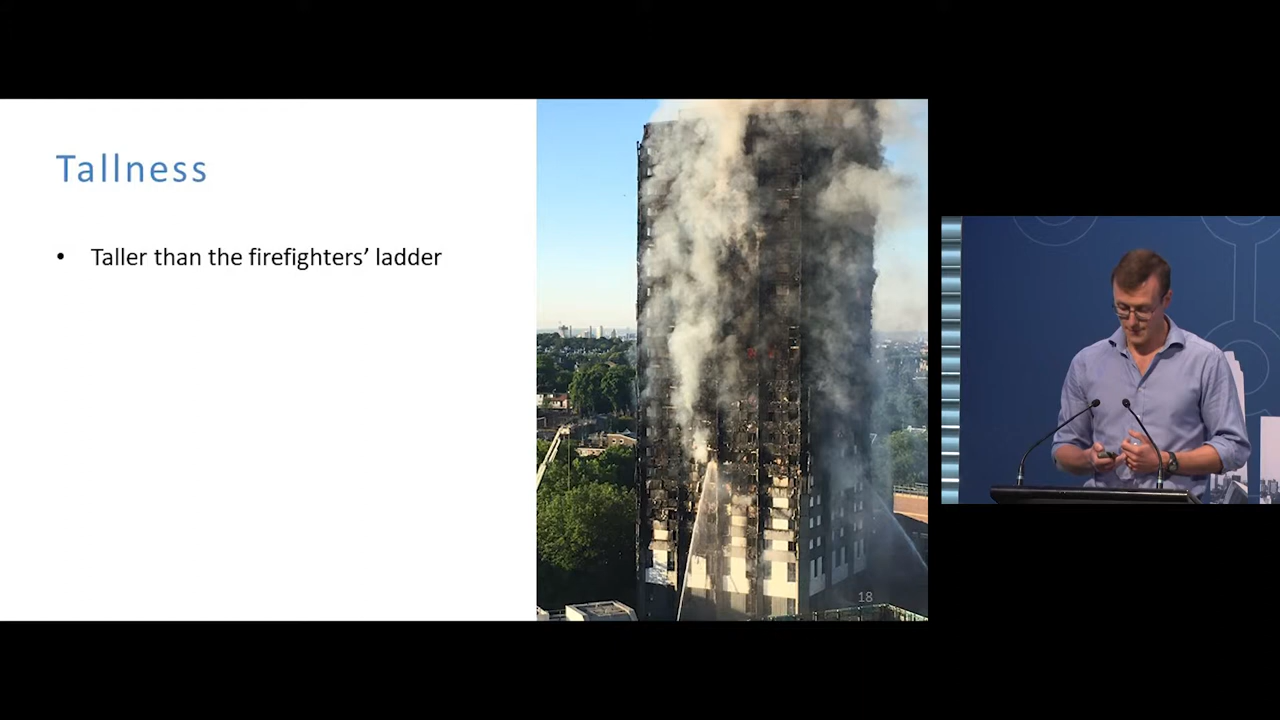 Tallness
• Taller than the firefighters’ ladder
18